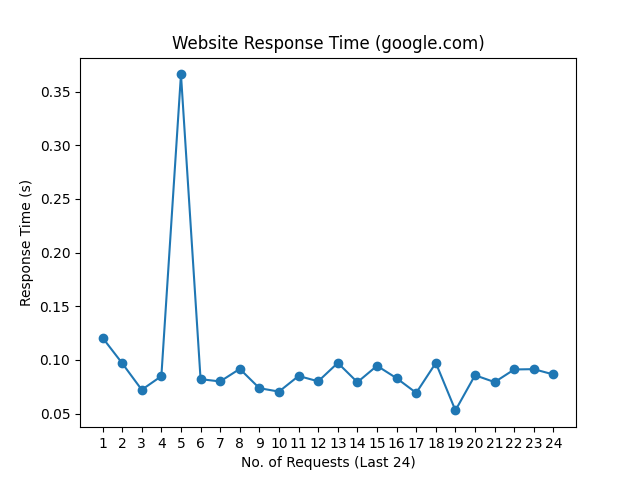 Website Response Time (google.com)
0.35
0.30
0.25
0.20
0.15
0.10
0.05
Response Time (s)
1 2 3 4 5 6 7 8 9 10 11 12 13 14 15 16 17 18 19 20 21 22 23 24
No. of Requests (Last 24)